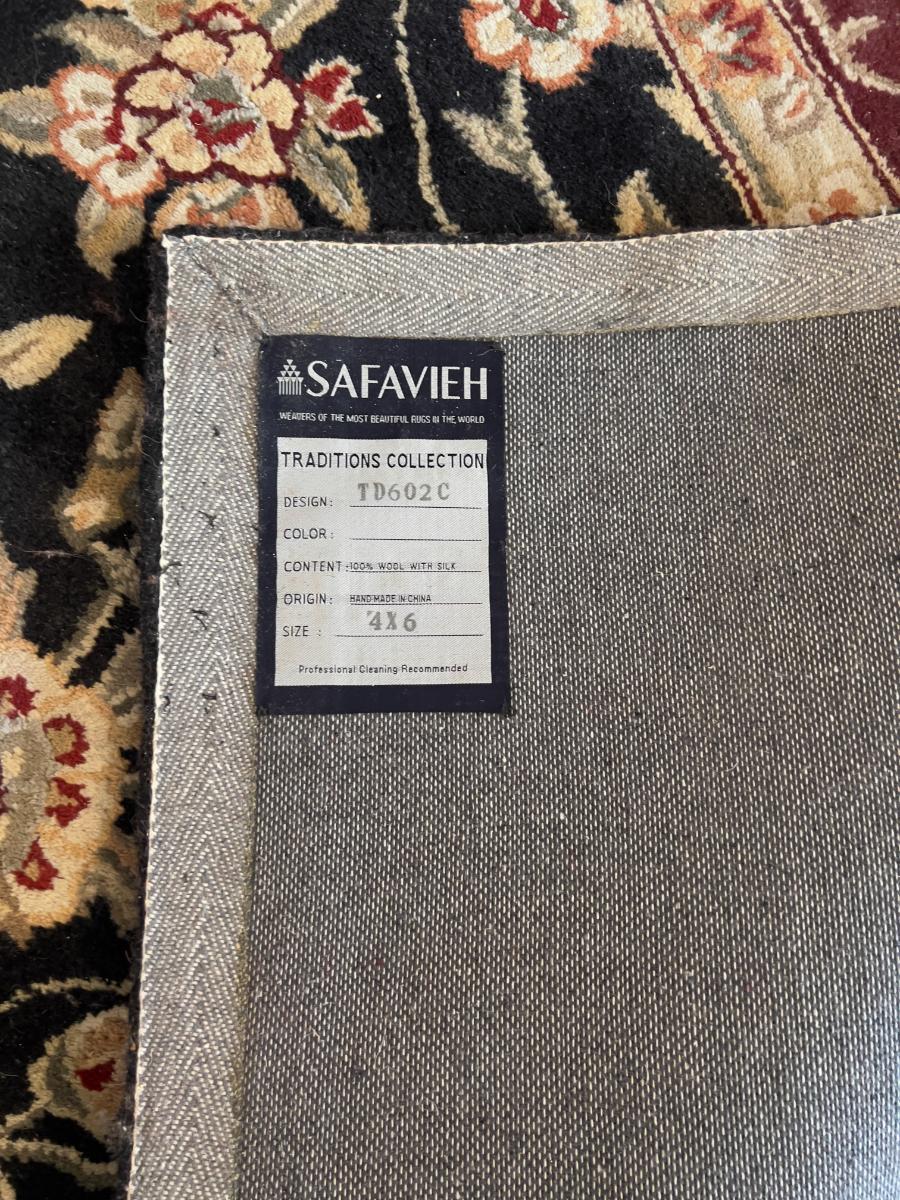 SAFAVIEH
WEAVERS OF THE MOST BEAUTIFUL RUGS IN THE WORLD
TRADITIONS COLLECTION
DESIGN: TD602C
COLOR:
CONTENT: 100% WOOL WITH SILK
ORIGIN: HAND MADE IN CHINA
SIZE : 4X6
Professional Cleaning Recommended